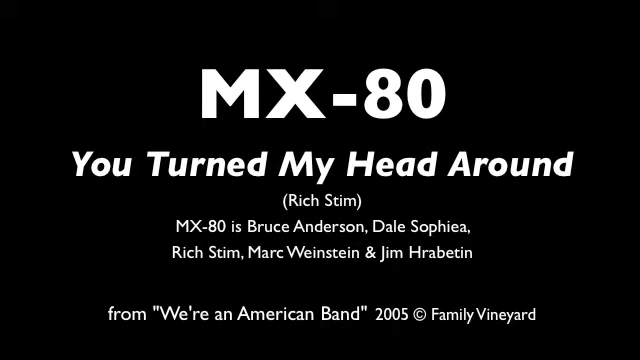 MX-80
You Turned My Head Around
(Rich Stim)
MX-80 is Bruce Anderson, Dale Sophiea,
Rich Stim, Marc Weinstein & Jim Hrabetin
from "We're an American Band" 2005 © Family Vineyard